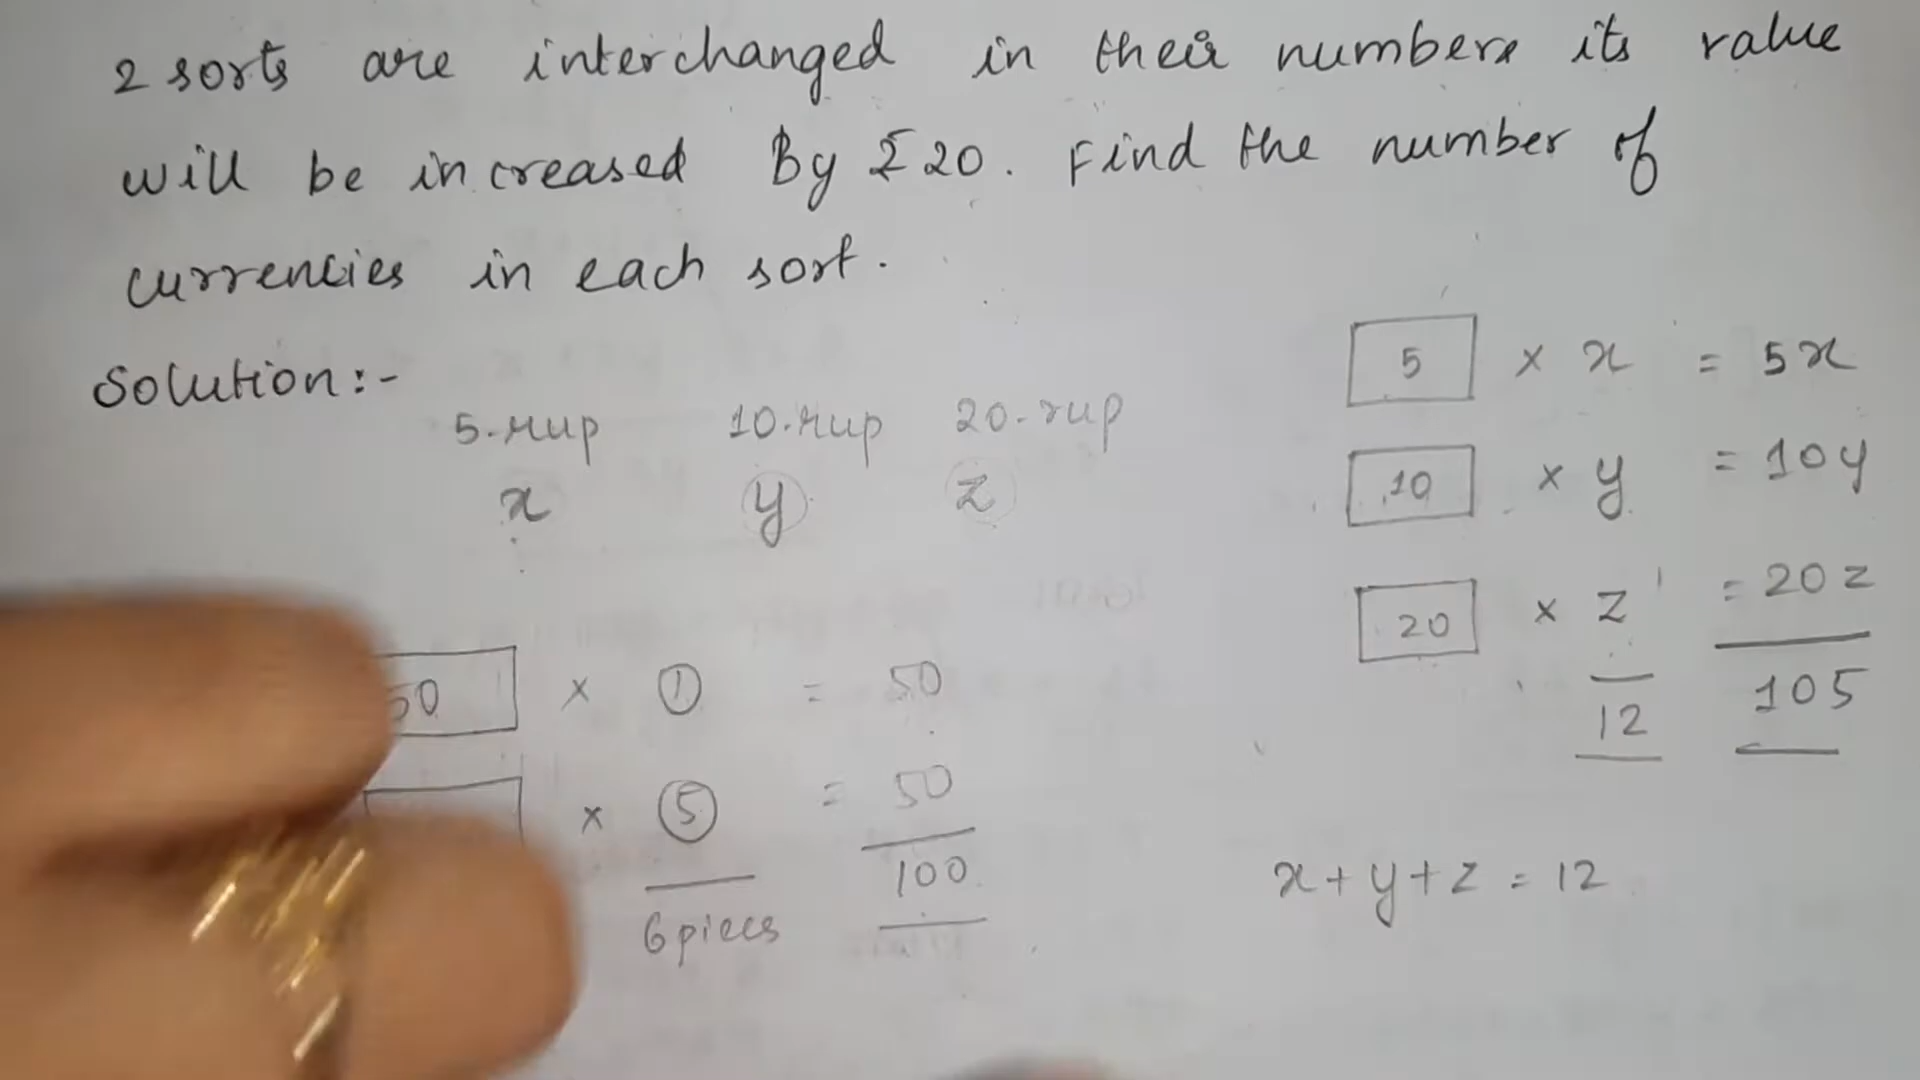 2 sorts are interchanged in their numbers its value
will be increased By ₹20. Find the number of
currencies in each sort.
Solution:-
5.rup 10.rup 20-rup
x y z
50 × 1 = 50
× 5 = 50
6 pieces 100
5 × x = 5x
10 × y = 10y
20 × z = 20z
12 105
x+y+z = 12